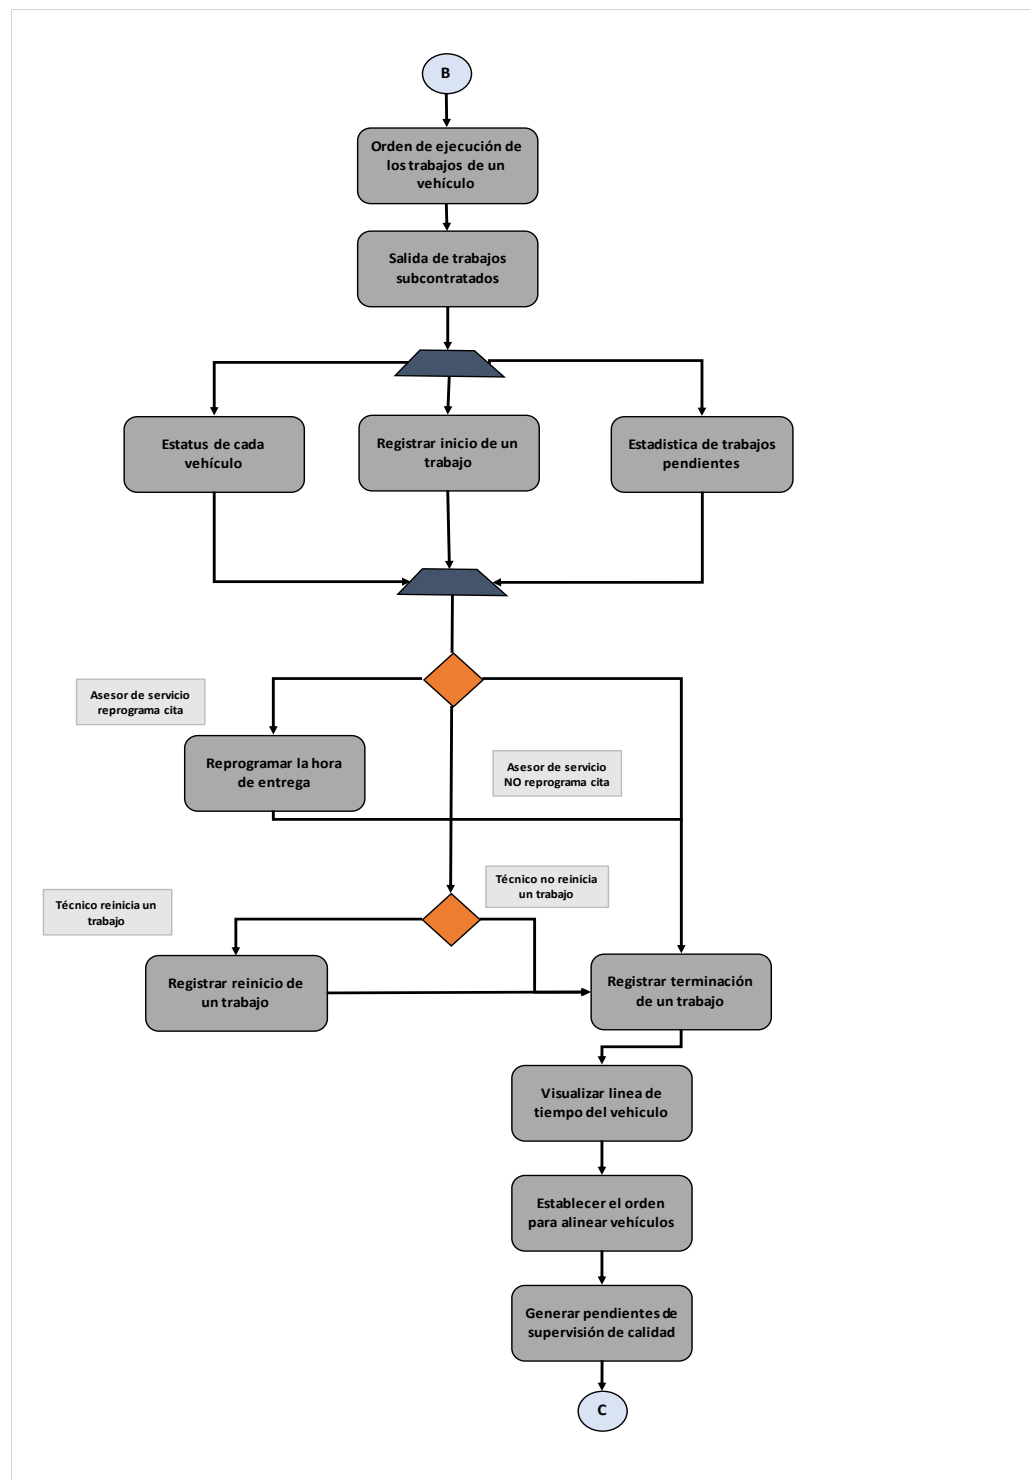 B
Orden de ejecución de
los trabajos de un
vehículo
Salida de trabajos
subcontratados
Estatus de cada
vehículo
Registrar inicio de un
trabajo
Estadistica de trabajos
pendientes
Asesor de servicio
reprograma cita
Reprogramar la hora
de entrega
Asesor de servicio
NO reprograma cita
Técnico no reinicia
un trabajo
Técnico reinicia un
trabajo
Registrar reinicio de
un trabajo
Registrar terminación
de un trabajo
Visualizar linea de
tiempo del vehiculo
Establecer el orden
para alinear vehículos
Generar pendientes de
supervisión de calidad
C